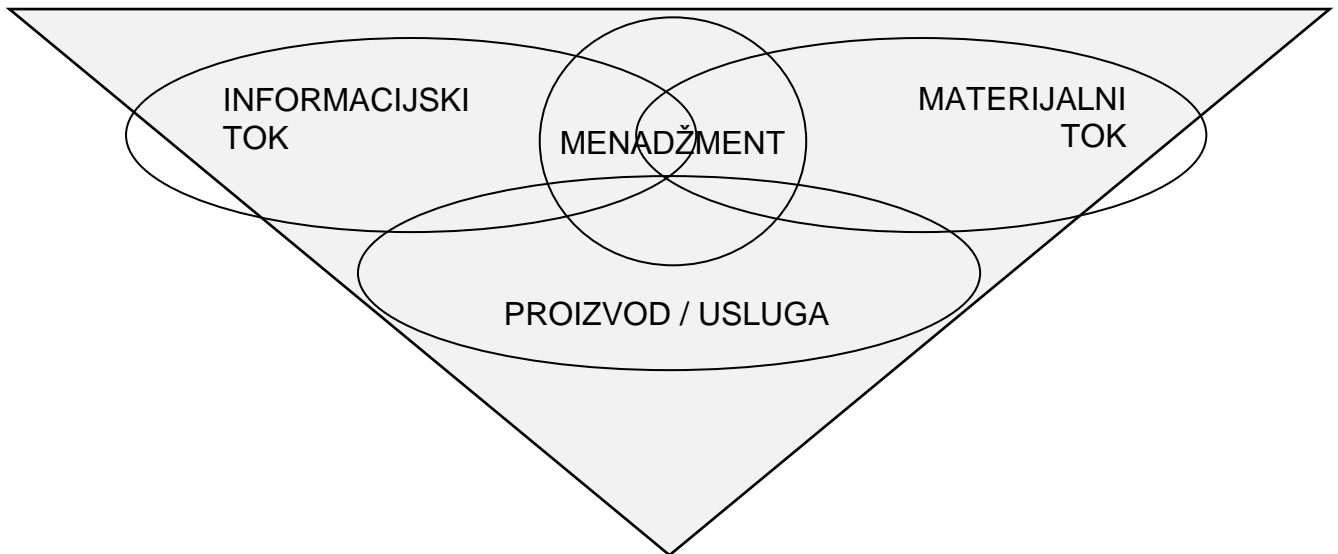 INFORMACIJSKI
TOK
MENADŽMENT
MATERIJALNI
TOK
PROIZVOD / USLUGA